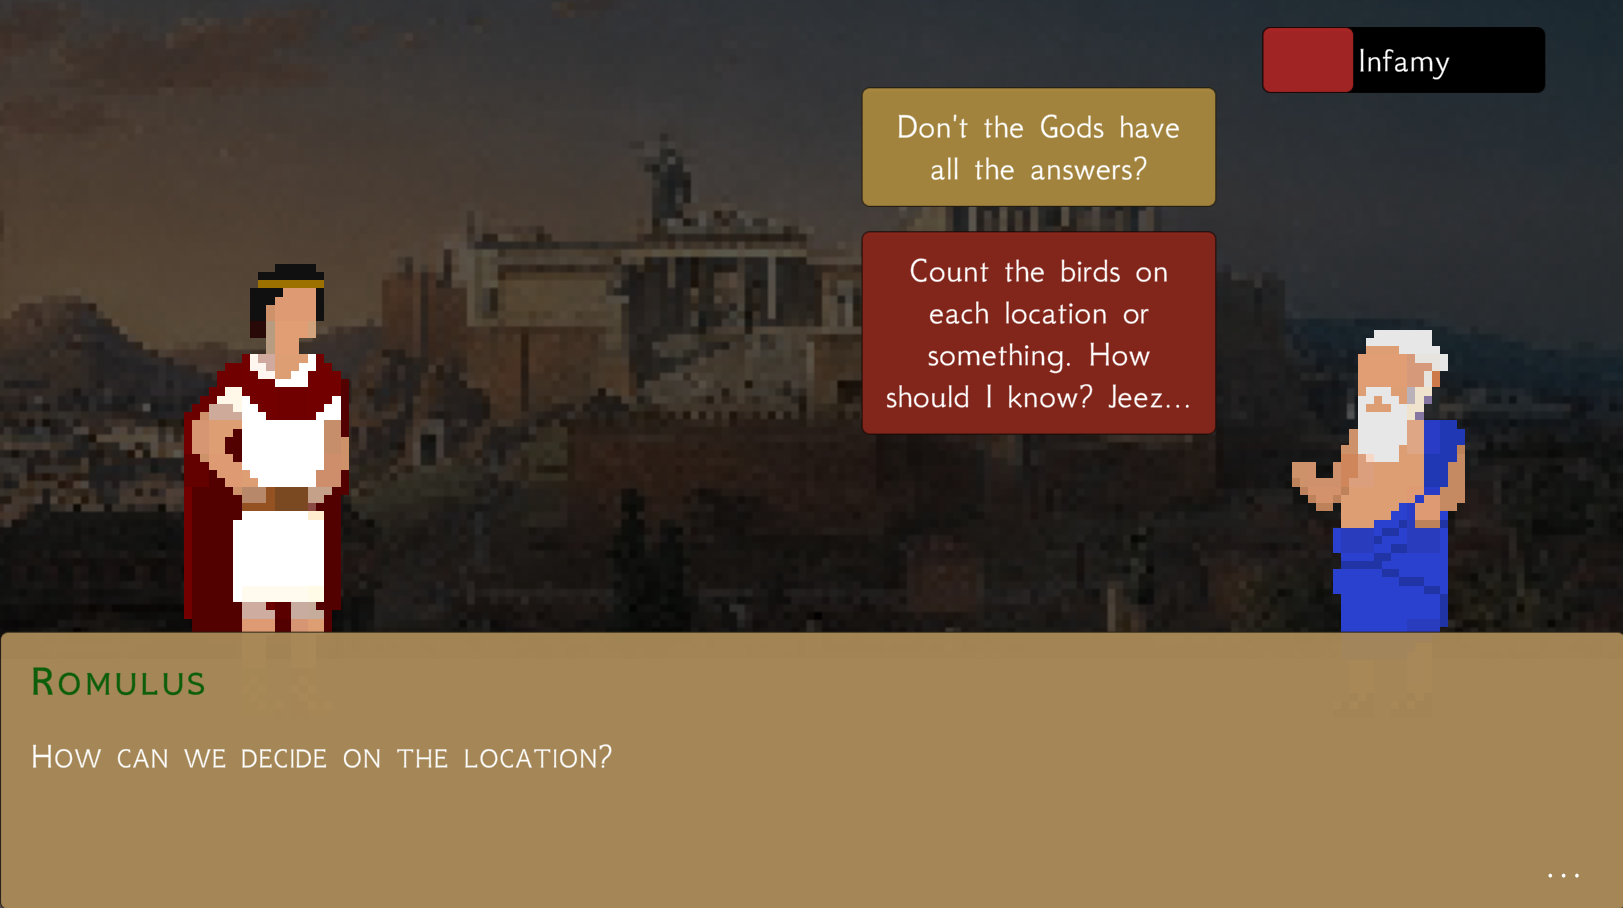 Infamy
Don't the Gods have
all the answers?
Count the birds on
each location or
something. How
should I know? Jeez...
ROMULUS
HOW CAN WE DECIDE ON THE LOCATION?
...